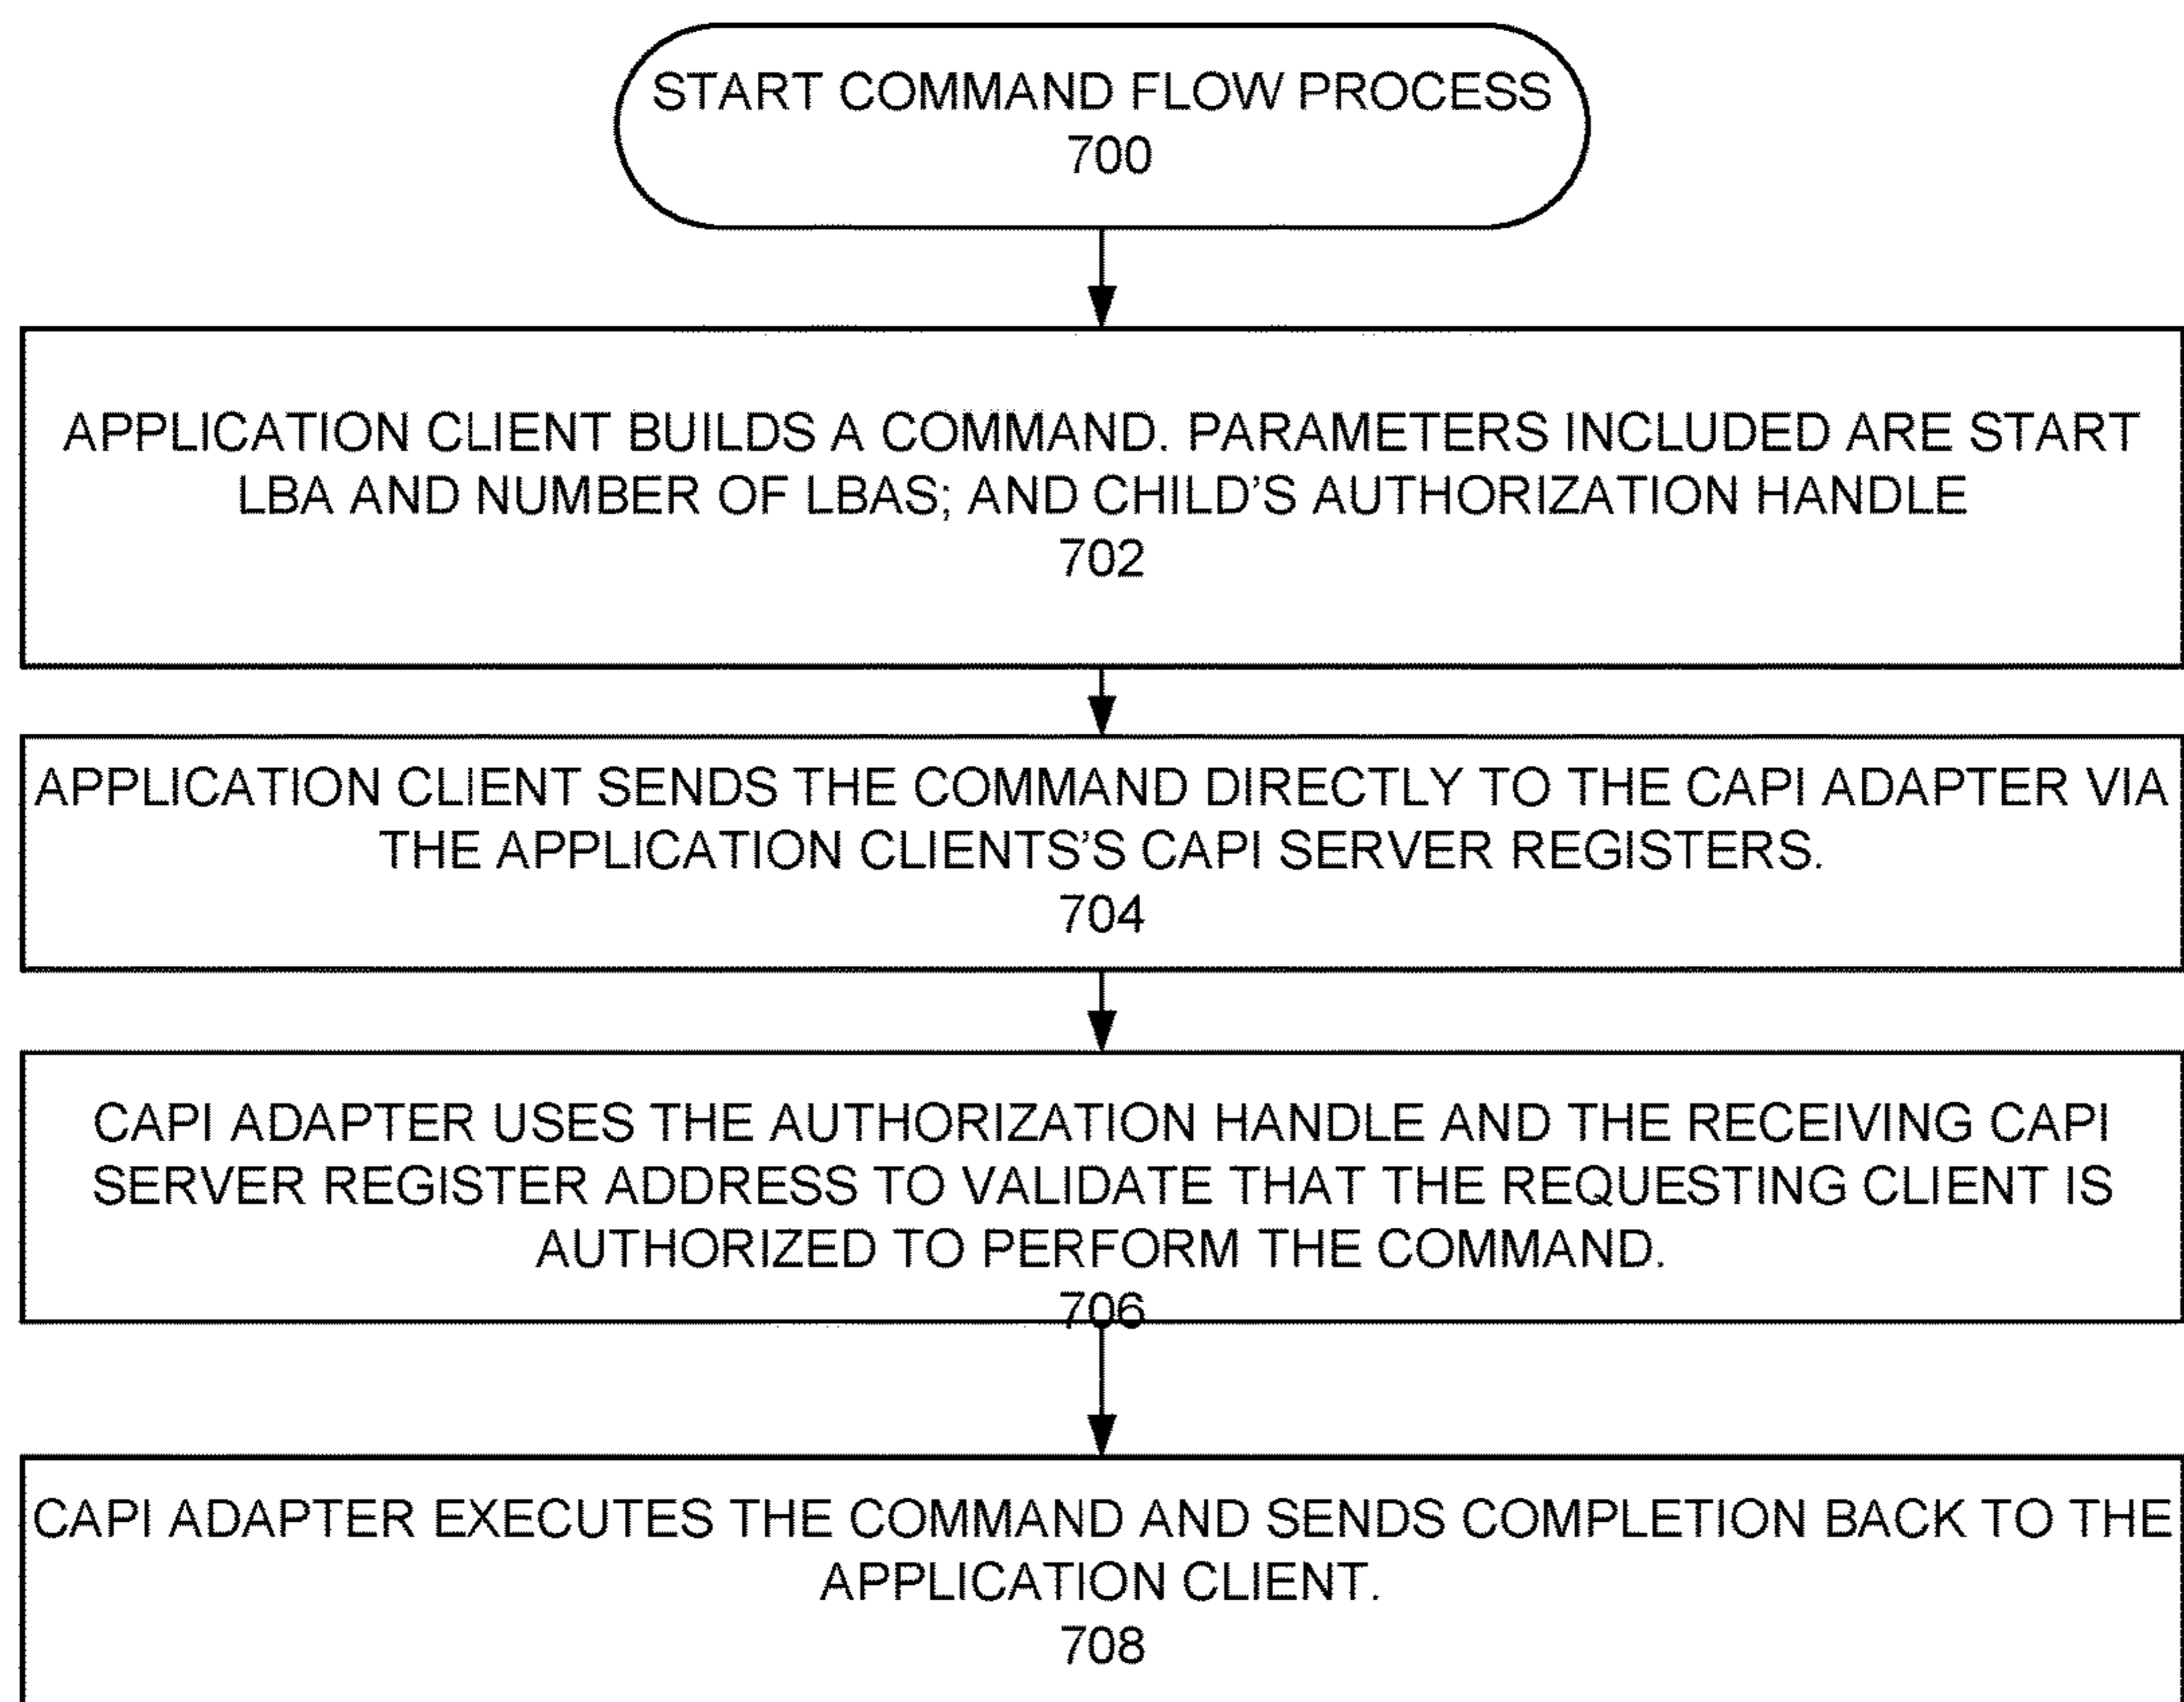 START COMMAND FLOW PROCESS
700
APPLICATION CLIENT BUILDS A COMMAND. PARAMETERS INCLUDED ARE START
LBA AND NUMBER OF LBAS; AND CHILD'S AUTHORIZATION HANDLE
702
APPLICATION CLIENT SENDS THE COMMAND DIRECTLY TO THE CAPI ADAPTER VIA
THE APPLICATION CLIENTS'S CAPI SERVER REGISTERS.
704
CAPI ADAPTER USES THE AUTHORIZATION HANDLE AND THE RECEIVING CAPI
SERVER REGISTER ADDRESS TO VALIDATE THAT THE REQUESTING CLIENT IS
AUTHORIZED TO PERFORM THE COMMAND.
706
CAPI ADAPTER EXECUTES THE COMMAND AND SENDS COMPLETION BACK TO THE
APPLICATION CLIENT.
708